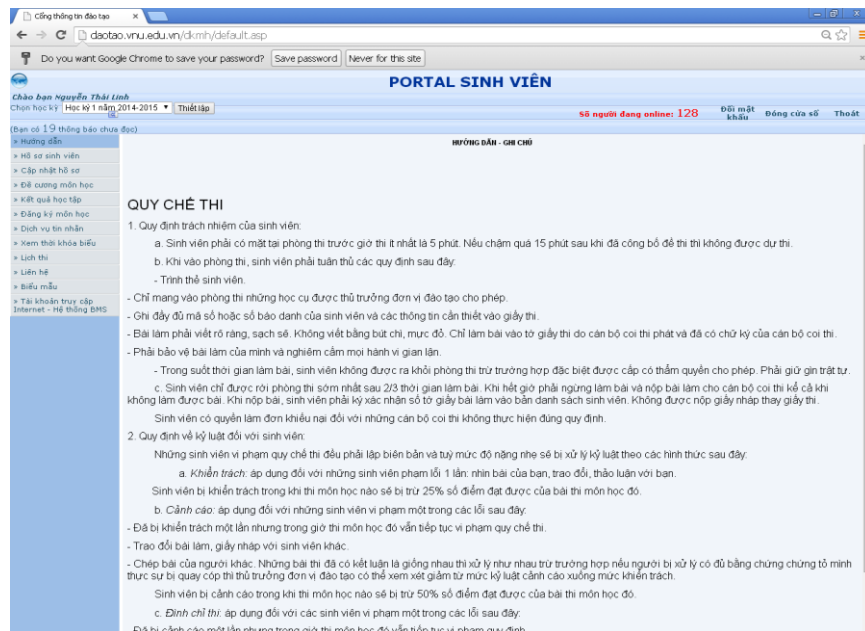 Cổng thông tin đào tạo
daotao.vnu.edu.vn/dkmh/default.asp
Do you want Google Chrome to save your password? Save password Never for this site
PORTAL SINH VIÊN
Chào bạn Nguyễn Thái Linh
Chọn học kỳ Học kỳ 1 năm 2014-2015 Thiết lập
Số người đang online: 128 Đổi mật khẩu Đóng cửa sổ Thoát
(Bạn có 19 thông báo chưa đọc)
» Hướng dẫn
» Hồ sơ sinh viên
» Cập nhật hồ sơ
» Đề cương môn học
» Kết quả học tập
» Đăng ký môn học
» Dịch vụ tin nhắn
» Xem thời khóa biểu
» Lịch thi
» Liên hệ
» Biểu mẫu
» Tài khoản truy cập
Internet - Hệ thống BMS
HƯỚNG DẪN - GHI CHÚ
QUY CHẾ THI
1. Quy định trách nhiệm của sinh viên:
a. Sinh viên phải có mặt tại phòng thi trước giờ thi ít nhất là 5 phút. Nếu chậm quá 15 phút sau khi đã công bố đề thi thì không được dự thi.
b. Khi vào phòng thi, sinh viên phải tuân thủ các quy định sau đây:
- Trình thẻ sinh viên.
- Chỉ mang vào phòng thi những học cụ được thủ trưởng đơn vị đào tạo cho phép.
- Ghi đầy đủ mã số hoặc số báo danh của sinh viên và các thông tin cần thiết vào giấy thi.
- Bài làm phải viết rõ ràng, sạch sẽ. Không viết bằng bút chì, mực đỏ. Chỉ làm bài vào tờ giấy thi do cán bộ coi thi phát và đã có chữ ký của cán bộ coi thi.
- Phải bảo vệ bài làm của mình và nghiêm cấm mọi hành vi gian lận.
- Trong suốt thời gian làm bài, sinh viên không được ra khỏi phòng thi trừ trường hợp đặc biệt được cấp có thẩm quyền cho phép. Phải giữ gìn trật tự.
c. Sinh viên chỉ được rời phòng thi sớm nhất sau 2/3 thời gian làm bài. Khi hết giờ phải ngừng làm bài và nộp bài làm cho cán bộ coi thi kể cả khi
không làm được bài. Khi nộp bài, sinh viên phải ký xác nhận số tờ giấy bài làm vào bản danh sách sinh viên. Không được nộp giấy nháp thay giấy thi.
Sinh viên có quyền làm đơn khiếu nại đối với những cán bộ coi thi không thực hiện đúng quy định.
2. Quy định về kỷ luật đối với sinh viên:
Những sinh viên vi phạm quy chế thi đều phải lập biên bản và tuỳ mức độ nặng nhẹ sẽ bị xử lý kỷ luật theo các hình thức sau đây:
a. Khiển trách: áp dụng đối với những sinh viên phạm lỗi 1 lần: nhìn bài của bạn, trao đổi, thảo luận với bạn.
Sinh viên bị khiển trách trong khi thi môn học nào sẽ bị trừ 25% số điểm đạt được của bài thi môn học đó.
b. Cảnh cáo: áp dụng đối với những sinh viên vi phạm một trong các lỗi sau đây:
- Đã bị khiển trách một lần nhưng trong giờ thi môn học đó vẫn tiếp tục vi phạm quy chế thi.
- Trao đổi bài làm, giấy nháp với sinh viên khác.
- Chép bài của người khác. Những bài thi đã có kết luận là giống nhau thì xử lý như nhau trừ trường hợp nếu người bị xử lý có đủ bằng chứng chứng tỏ mình
thực sự bị quay cóp thì thủ trưởng đơn vị đào tạo có thể xem xét giảm từ mức kỷ luật cảnh cáo xuống mức khiển trách.
Sinh viên bị cảnh cáo trong khi thi môn học nào sẽ bị trừ 50% số điểm đạt được của bài thi môn học đó.
c. Đình chỉ thi: áp dụng đối với các sinh viên vi phạm một trong các lỗi sau đây:
- Đã bị cảnh cáo một lần nhưng trong giờ thi môn học đó vẫn tiếp tục vi phạm quy định.